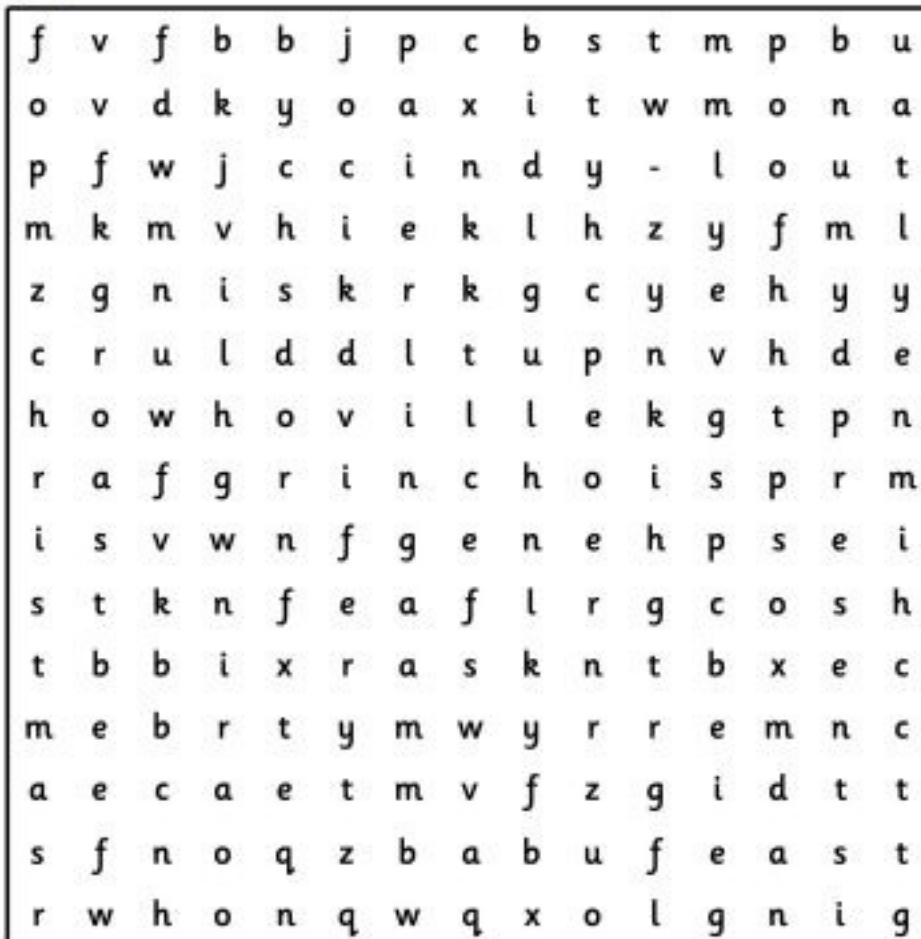 f v f b b j p c b s t m p b u
o v d k y o a x i t w m o n a
p f w j c c i n d y - l o u t
m k m v h i e k l h z y f m l
z g n i s k r k g c y e h y y
c r u l d d l t u p n v h d e
h o w h o v i l l e k g t p n
r a f g r i n c h o i s p r m
i s v w n f g e n e h p s e i
s t k n f e a f l r g c o s h
t b b i x r a s k n t b x e c
m e b r t y m w y r r e m n c
a e c a e t m v f z g i d t t
s f n o q z b a b u f e a s t
r w h o n q w q x o l g n i g